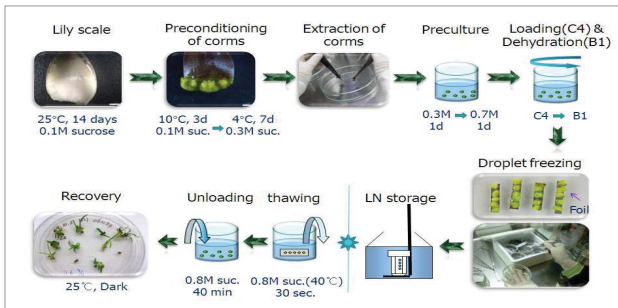 Lily scale
25°C, 14 days
0.1M sucrose
Preconditioning
of corms
10°C, 3d
0.1M suc.
4°C, 7d
0.3M suc.
Extraction of
corms
Preculture
0.3M 0.7M
1d 1d
Loading(C4) &
Dehydration(B1)
C4 B1
Droplet freezing
Foil
LN storage
thawing
0.8M suc.(40℃)
30 sec.
Unloading
0.8M suc.
40 min
Recovery
25℃, Dark